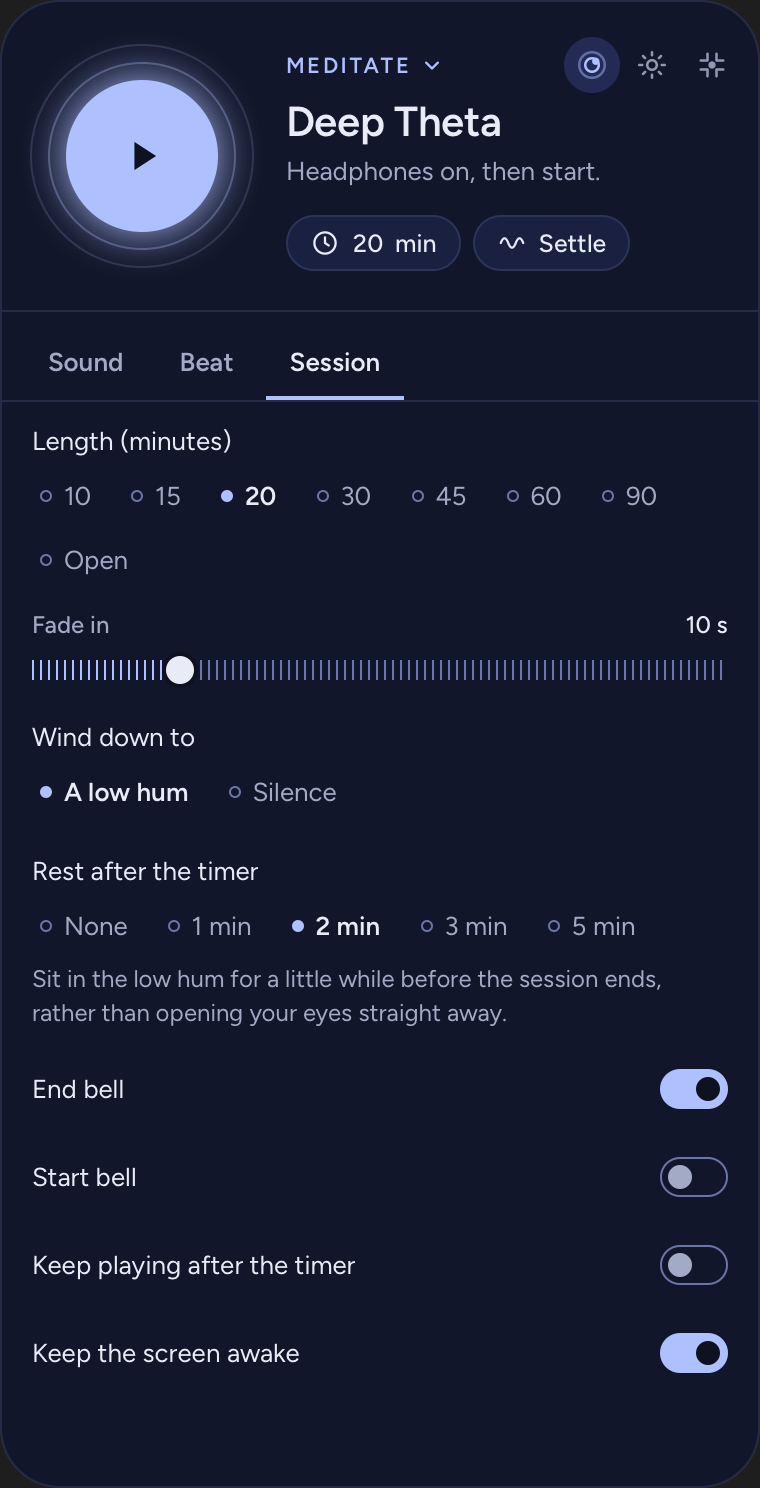 MEDITATE
Deep Theta
Headphones on, then start.
20 min
Settle
Sound Beat Session
Length (minutes)
10 15 20 30 45 60 90
Open
Fade in 10 s
Wind down to
A low hum Silence
Rest after the timer
None 1 min 2 min 3 min 5 min
Sit in the low hum for a little while before the session ends,
rather than opening your eyes straight away.
End bell
Start bell
Keep playing after the timer
Keep the screen awake